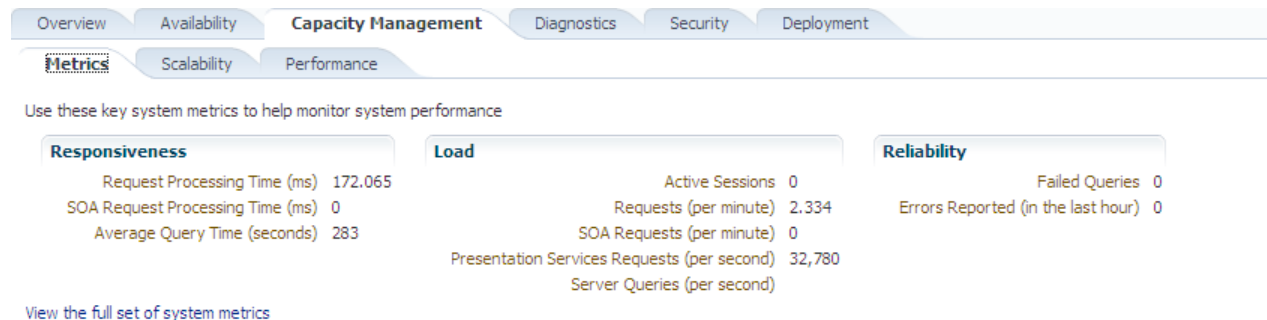 Overview Availability Capacity Management Diagnostics Security Deployment
Metrics Scalability Performance
Use these key system metrics to help monitor system performance
Responsiveness
Request Processing Time (ms) 172.065
SOA Request Processing Time (ms) 0
Average Query Time (seconds) 283
Load
Active Sessions 0
Requests (per minute) 2.334
SOA Requests (per minute) 0
Presentation Services Requests (per second) 32,780
Server Queries (per second)
Reliability
Failed Queries 0
Errors Reported (in the last hour) 0
View the full set of system metrics